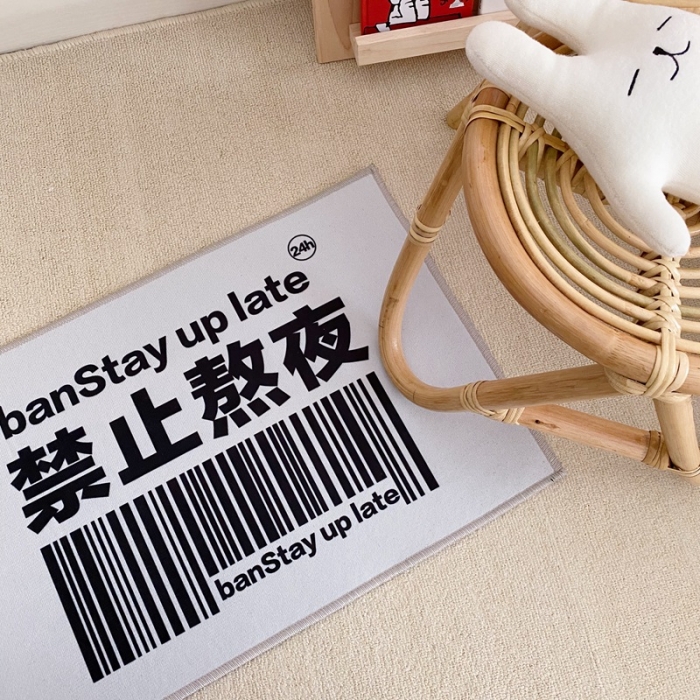 24h
banStay up late
禁止熬夜
banStay up late